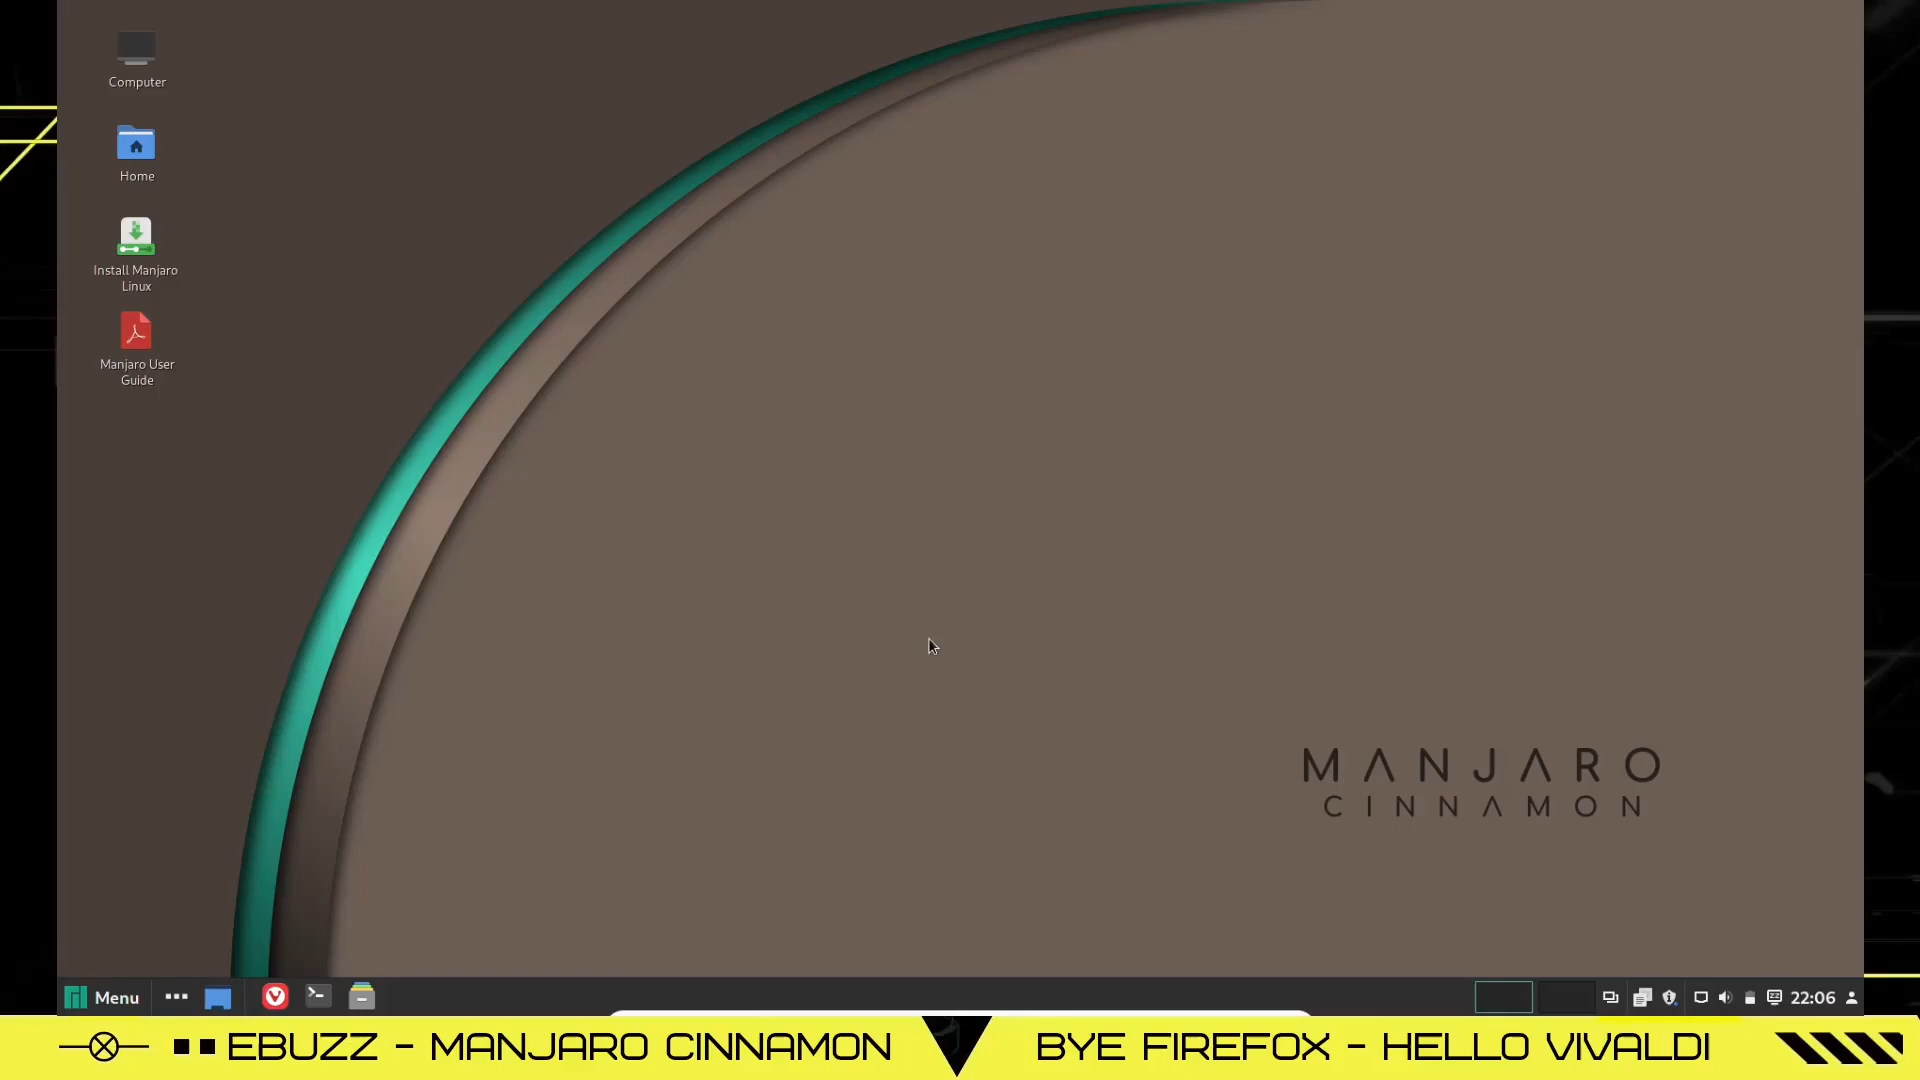 Computer
Home
Install Manjaro
Linux
Manjaro User
Guide
MANJARO
CINNAMON
Menu
22:06
EBUZZ - MANJARO CINNAMON
BYE FIREFOX - HELLO VIVALDI